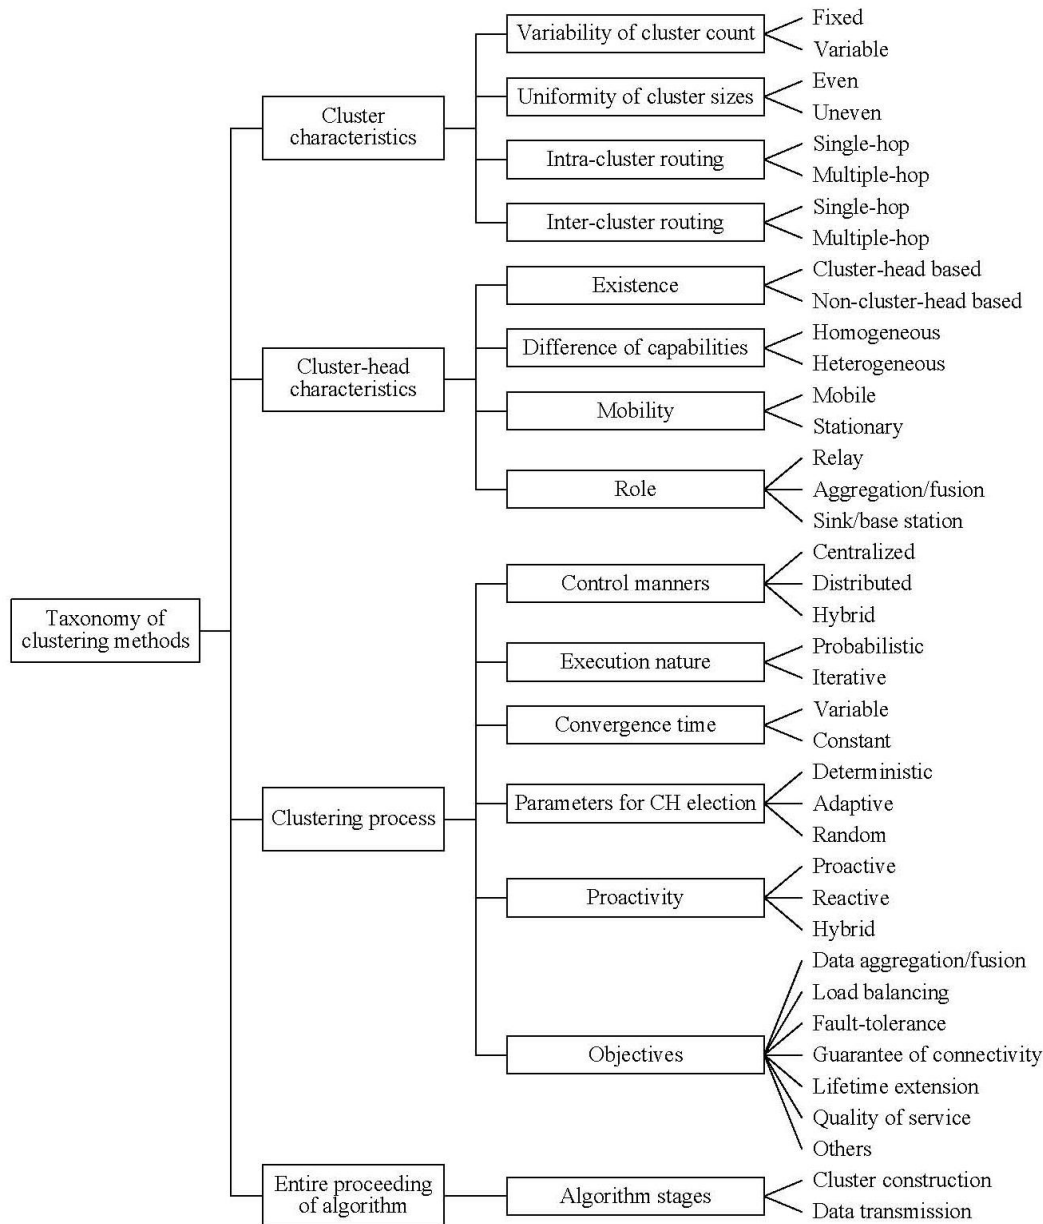 Taxonomy of
clustering methods
Cluster
characteristics
Variability of cluster count
Fixed
Variable
Uniformity of cluster sizes
Even
Uneven
Intra-cluster routing
Single-hop
Multiple-hop
Inter-cluster routing
Single-hop
Multiple-hop
Cluster-head
characteristics
Existence
Cluster-head based
Non-cluster-head based
Difference of capabilities
Homogeneous
Heterogeneous
Mobility
Mobile
Stationary
Role
Relay
Aggregation/fusion
Sink/base station
Clustering process
Control manners
Centralized
Distributed
Hybrid
Execution nature
Probabilistic
Iterative
Convergence time
Variable
Constant
Parameters for CH election
Deterministic
Adaptive
Random
Proactivity
Proactive
Reactive
Hybrid
Objectives
Data aggregation/fusion
Load balancing
Fault-tolerance
Guarantee of connectivity
Lifetime extension
Quality of service
Others
Entire proceeding
of algorithm
Algorithm stages
Cluster construction
Data transmission